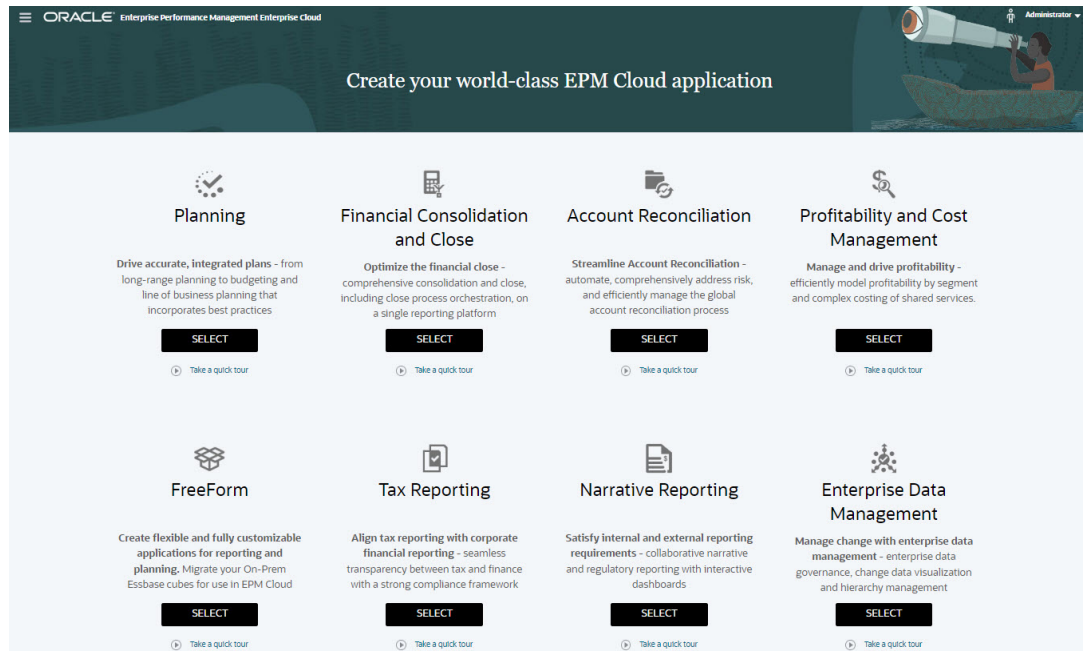 ORACLE® Enterprise Performance Management Enterprise Cloud
Administrator
Create your world-class EPM Cloud application
Planning
Drive accurate, integrated plans - from
long-range planning to budgeting and
line of business planning that
incorporates best practices
SELECT
Take a quick tour
Financial Consolidation
and Close
Optimize the financial close -
comprehensive consolidation and close,
including close process orchestration, on
a single reporting platform
SELECT
Take a quick tour
Account Reconciliation
Streamline Account Reconciliation -
automate, comprehensively address risk,
and efficiently manage the global
account reconciliation process
SELECT
Take a quick tour
Profitability and Cost
Management
Manage and drive profitability -
efficiently model profitability by segment
and complex costing of shared services.
SELECT
Take a quick tour
FreeForm
Create flexible and fully customizable
applications for reporting and
planning. Migrate your On-Prem
Essbase cubes for use in EPM Cloud
SELECT
Take a quick tour
Tax Reporting
Align tax reporting with corporate
financial reporting - seamless
transparency between tax and finance
with a strong compliance framework
SELECT
Take a quick tour
Narrative Reporting
Satisfy internal and external reporting
requirements - collaborative narrative
and regulatory reporting with interactive
dashboards
SELECT
Take a quick tour
Enterprise Data
Management
Manage change with enterprise data
management - enterprise data
governance, change data visualization
and hierarchy management
SELECT
Take a quick tour